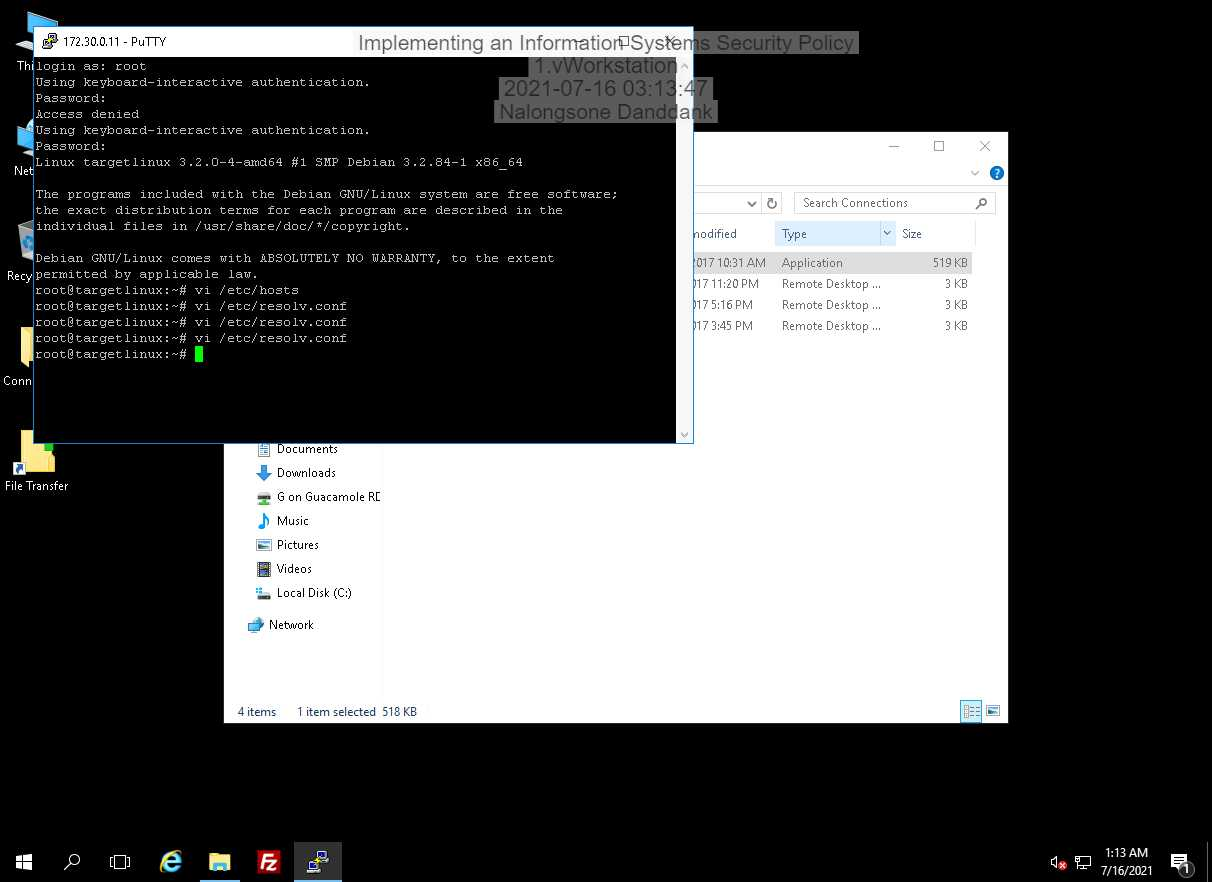 172.30.0.11 - PuTTY
Implementing an Information Systems Security Policy
1.vWorkstation
2021-07-16 03:13:47
Nalongsone Danddank
login as: root
Using keyboard-interactive authentication.
Password:
Access denied
Using keyboard-interactive authentication.
Password:
Linux targetlinux 3.2.0-4-amd64 #1 SMP Debian 3.2.84-1 x86_64
The programs included with the Debian GNU/Linux system are free software;
the exact distribution terms for each program are described in the
individual files in /usr/share/doc/*/copyright.
Debian GNU/Linux comes with ABSOLUTELY NO WARRANTY, to the extent
permitted by applicable law.
root@targetlinux:~# vi /etc/hosts
root@targetlinux:~# vi /etc/resolv.conf
root@targetlinux:~# vi /etc/resolv.conf
root@targetlinux:~# vi /etc/resolv.conf
root@targetlinux:~#
Thi
Net
Recy
Conn
File Transfer
Search Connections
modified Type Size
2017 10:31 AM Application 519 KB
017 11:20 PM Remote Desktop ... 3 KB
017 5:16 PM Remote Desktop ... 3 KB
017 3:45 PM Remote Desktop ... 3 KB
Documents
Downloads
G on Guacamole RD
Music
Pictures
Videos
Local Disk (C:)
Network
4 items 1 item selected 518 KB
1:13 AM
7/16/2021
1